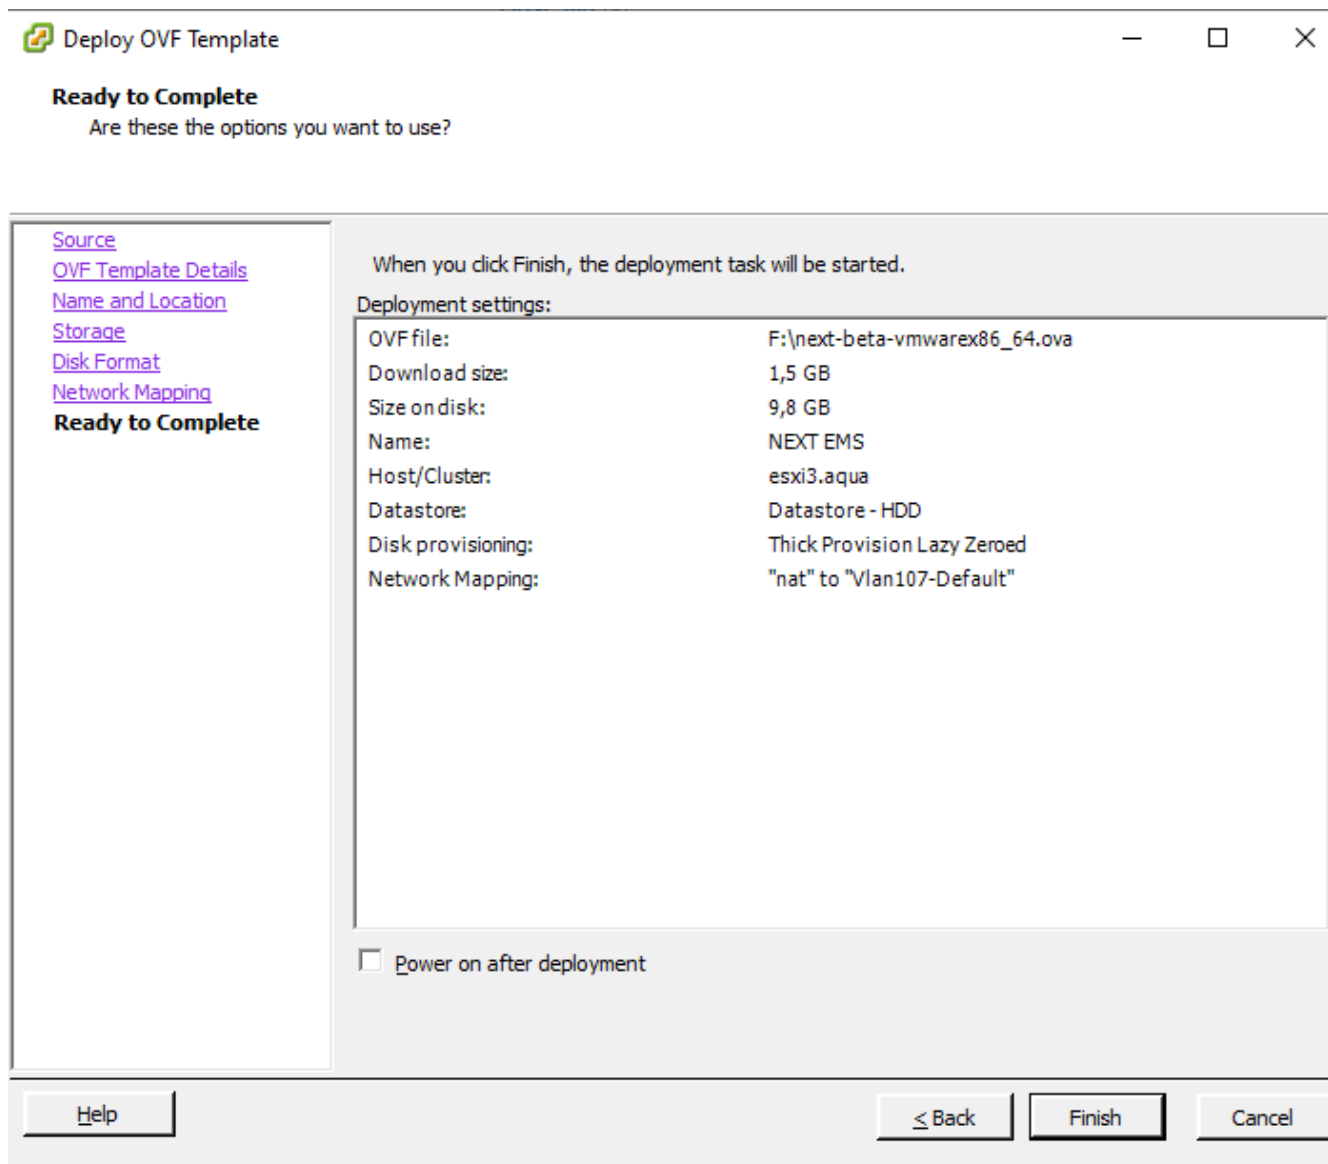 Deploy OVF Template
Ready to Complete
Are these the options you want to use?
Source
OVF Template Details
Name and Location
Storage
Disk Format
Network Mapping
Ready to Complete
When you click Finish, the deployment task will be started.
Deployment settings:
OVF file: F:\next-beta-vmwarex86_64.ova
Download size: 1,5 GB
Size on disk: 9,8 GB
Name: NEXT EMS
Host/Cluster: esxi3.aqua
Datastore: Datastore - HDD
Disk provisioning: Thick Provision Lazy Zeroed
Network Mapping: "nat" to "Vlan107-Default"
Power on after deployment
Help
< Back
Finish
Cancel